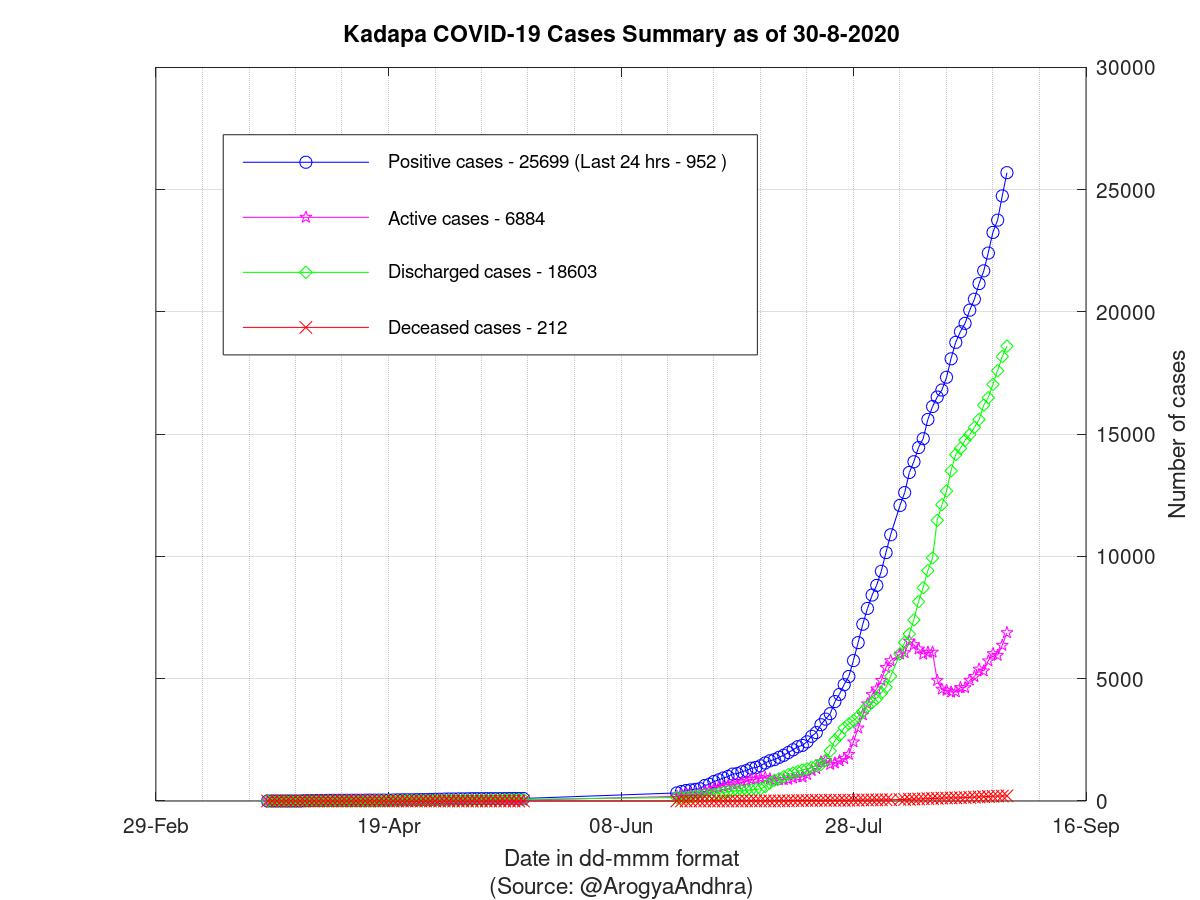 Kadapa COVID-19 Cases Summary as of 30-8-2020
Positive cases - 25699 (Last 24 hrs - 952 )
Active cases - 6884
Discharged cases - 18603
Deceased cases - 212
30000
25000
20000
15000
10000
5000
0
Number of cases
29-Feb 19-Apr 08-Jun 28-Jul 16-Sep
Date in dd-mmm format
(Source: @ArogyaAndhra)